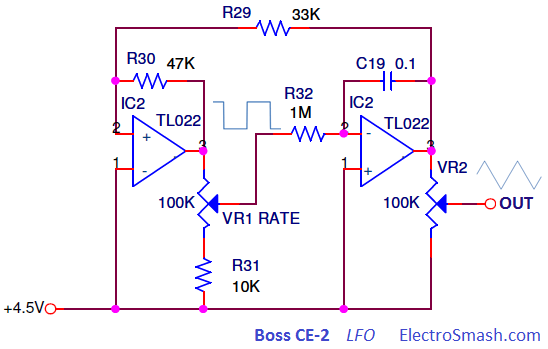 R29 33K
R30 47K
C19 0.1
IC2
R32
1M
IC2
2
TL022
+
-
3
2
TL022
-
+
3
1
1
VR2
100K
VR1 RATE
100K
OUT
R31
10K
+4.5V
Boss CE-2 LFO ElectroSmash.com